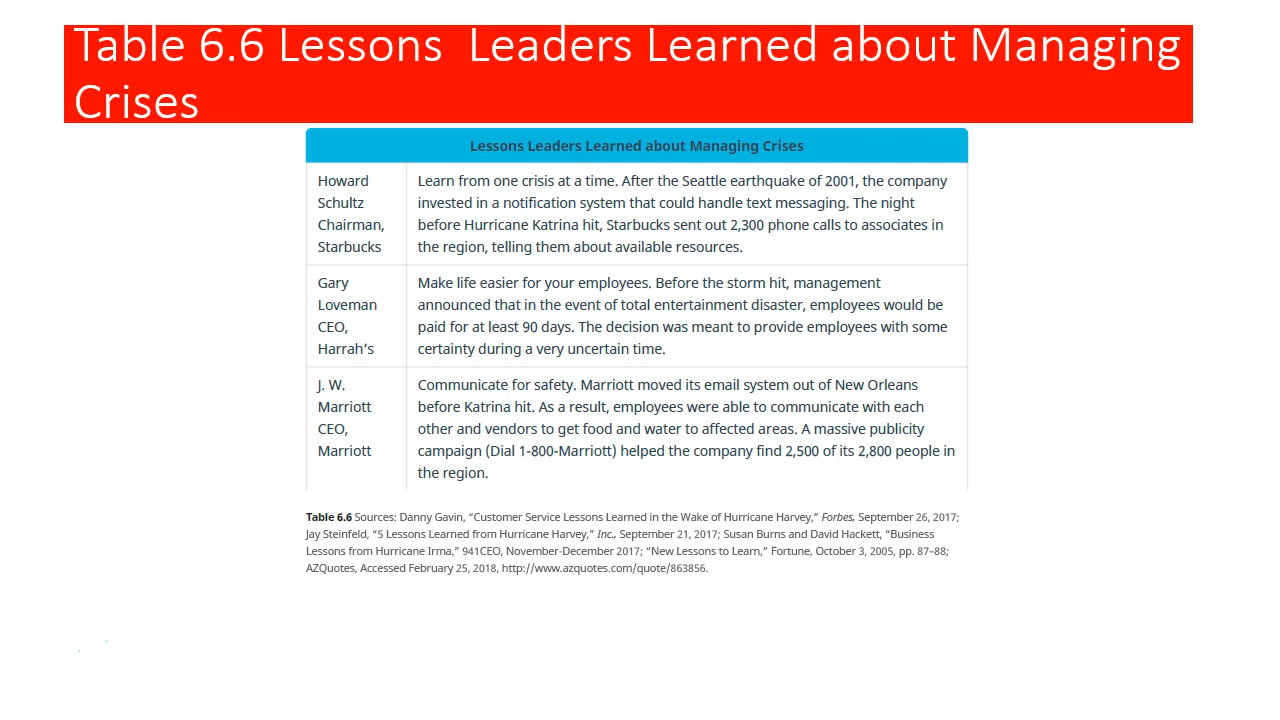 Table 6.6 Lessons  Leaders Learned about Managing
Crises
Lessons Leaders Learned about Managing Crises
Howard
Schultz
Chairman,
Starbucks
Learn from one crisis at a time. After the Seattle earthquake of 2001, the company
invested in a notification system that could handle text messaging. The night
before Hurricane Katrina hit, Starbucks sent out 2,300 phone calls to associates in
the region, telling them about available resources.
Gary
Loveman
CEO,
Harrah’s
Make life easier for your employees. Before the storm hit, management
announced that in the event of total entertainment disaster, employees would be
paid for at least 90 days. The decision was meant to provide employees with some
certainty during a very uncertain time.
J. W.
Marriott
CEO,
Marriott
Communicate for safety. Marriott moved its email system out of New Orleans
before Katrina hit. As a result, employees were able to communicate with each
other and vendors to get food and water to affected areas. A massive publicity
campaign (Dial 1-800-Marriott) helped the company find 2,500 of its 2,800 people in
the region.
Table 6.6 Sources: Danny Gavin, “Customer Service Lessons Learned in the Wake of Hurricane Harvey,” Forbes, September 26, 2017;
Jay Steinfeld, “5 Lessons Learned from Hurricane Harvey,” Inc., September 21, 2017; Susan Burns and David Hackett, “Business
Lessons from Hurricane Irma,” 941CEO, November-December 2017; “New Lessons to Learn,” Fortune, October 3, 2005, pp. 87–88;
AZQuotes, Accessed February 25, 2018, http://www.azquotes.com/quote/863856.